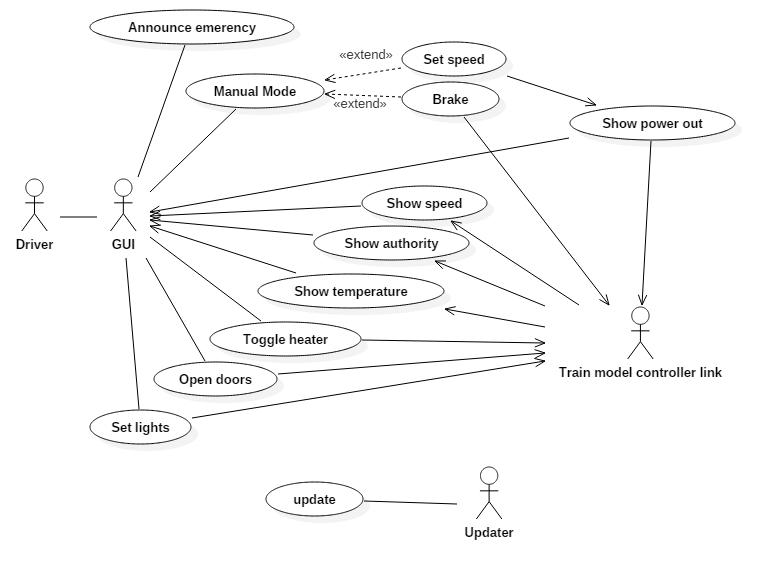 Announce emerency
«extend»
Set speed
Manual Mode
Brake
«extend»
Show power out
Show speed
Driver
GUI
Show authority
Show temperature
Toggle heater
Train model controller link
Open doors
Set lights
update
Updater